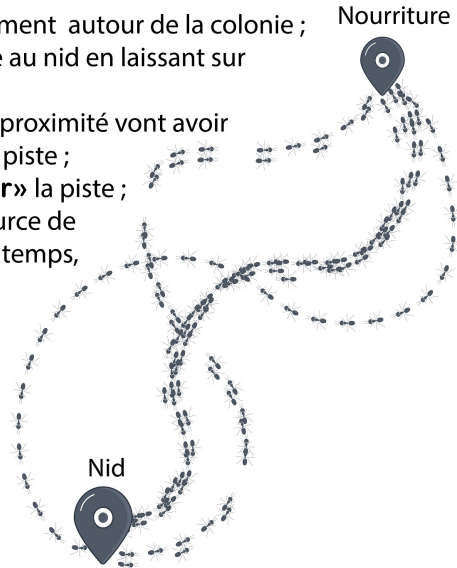 ment autour de la colonie ;
Nourriture
e au nid en laissant sur
proximité vont avoir
piste ;
r» la piste ;
urce de
temps,
Nid